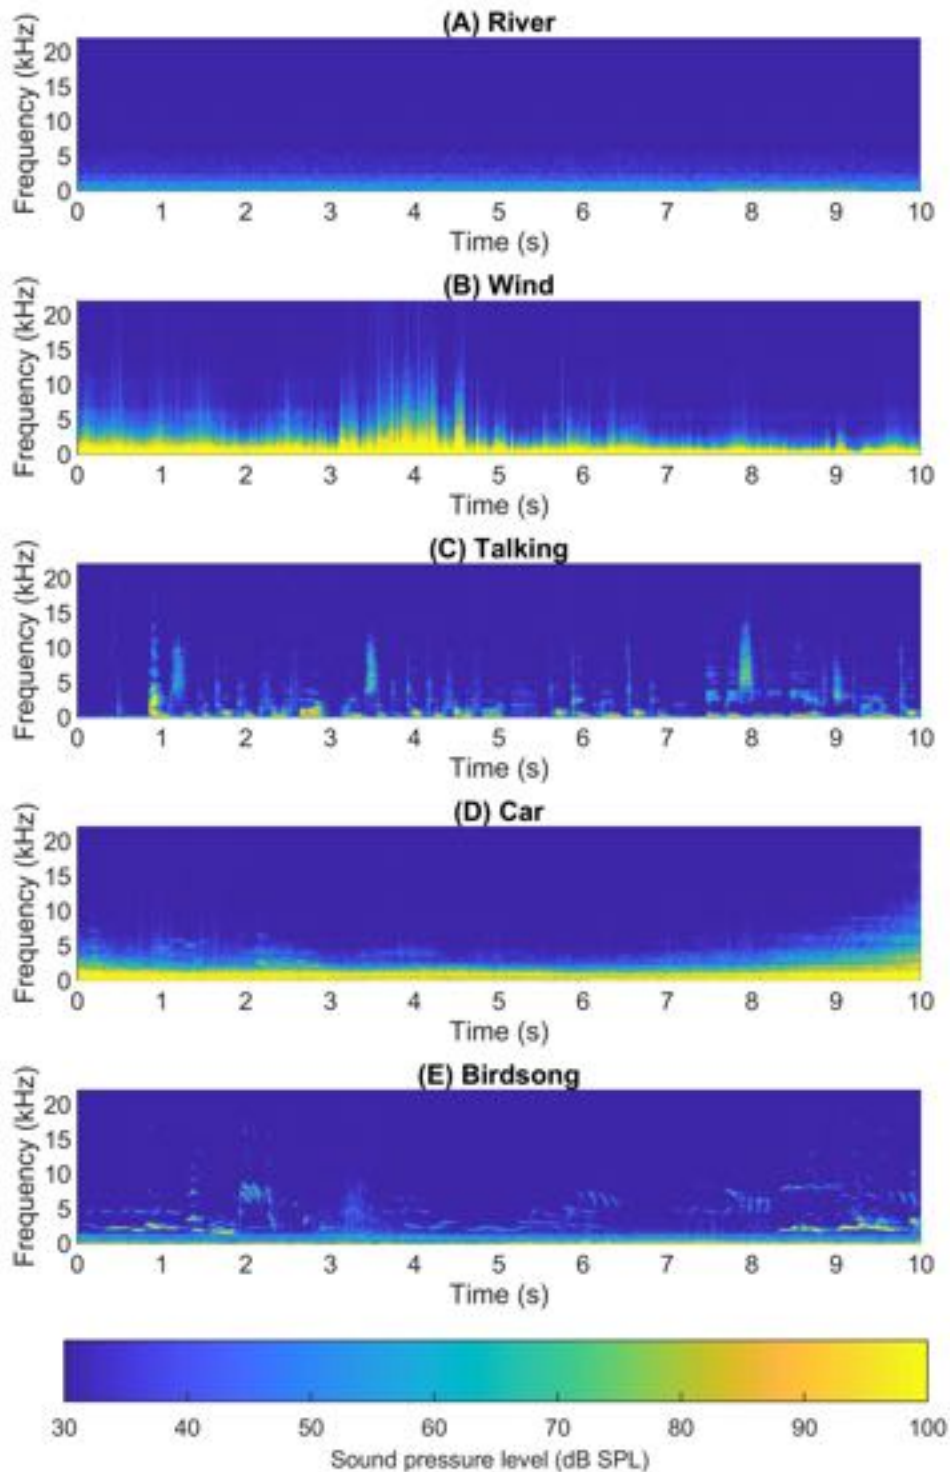 (A) River
Frequency (kHz)
20
15
10
5
0
0 1 2 3 4 5 6 7 8 9 10
Time (s)
(B) Wind
Frequency (kHz)
20
15
10
5
0
0 1 2 3 4 5 6 7 8 9 10
Time (s)
(C) Talking
Frequency (kHz)
20
15
10
5
0
0 1 2 3 4 5 6 7 8 9 10
Time (s)
(D) Car
Frequency (kHz)
20
15
10
5
0
0 1 2 3 4 5 6 7 8 9 10
Time (s)
(E) Birdsong
Frequency (kHz)
20
15
10
5
0
0 1 2 3 4 5 6 7 8 9 10
Time (s)
30 40 50 60 70 80 90 100
Sound pressure level (dB SPL)